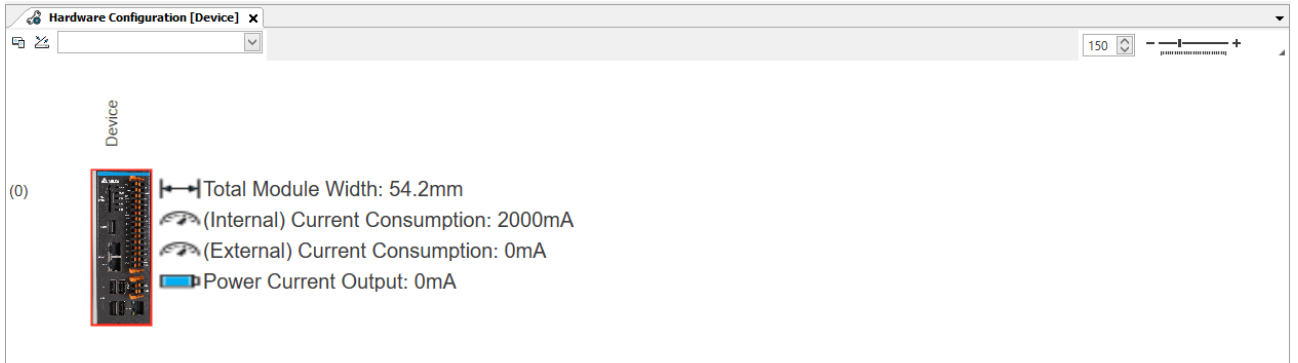 Hardware Configuration [Device]
150
Device
(0)
Total Module Width: 54.2mm
(Internal) Current Consumption: 2000mA
(External) Current Consumption: 0mA
Power Current Output: 0mA